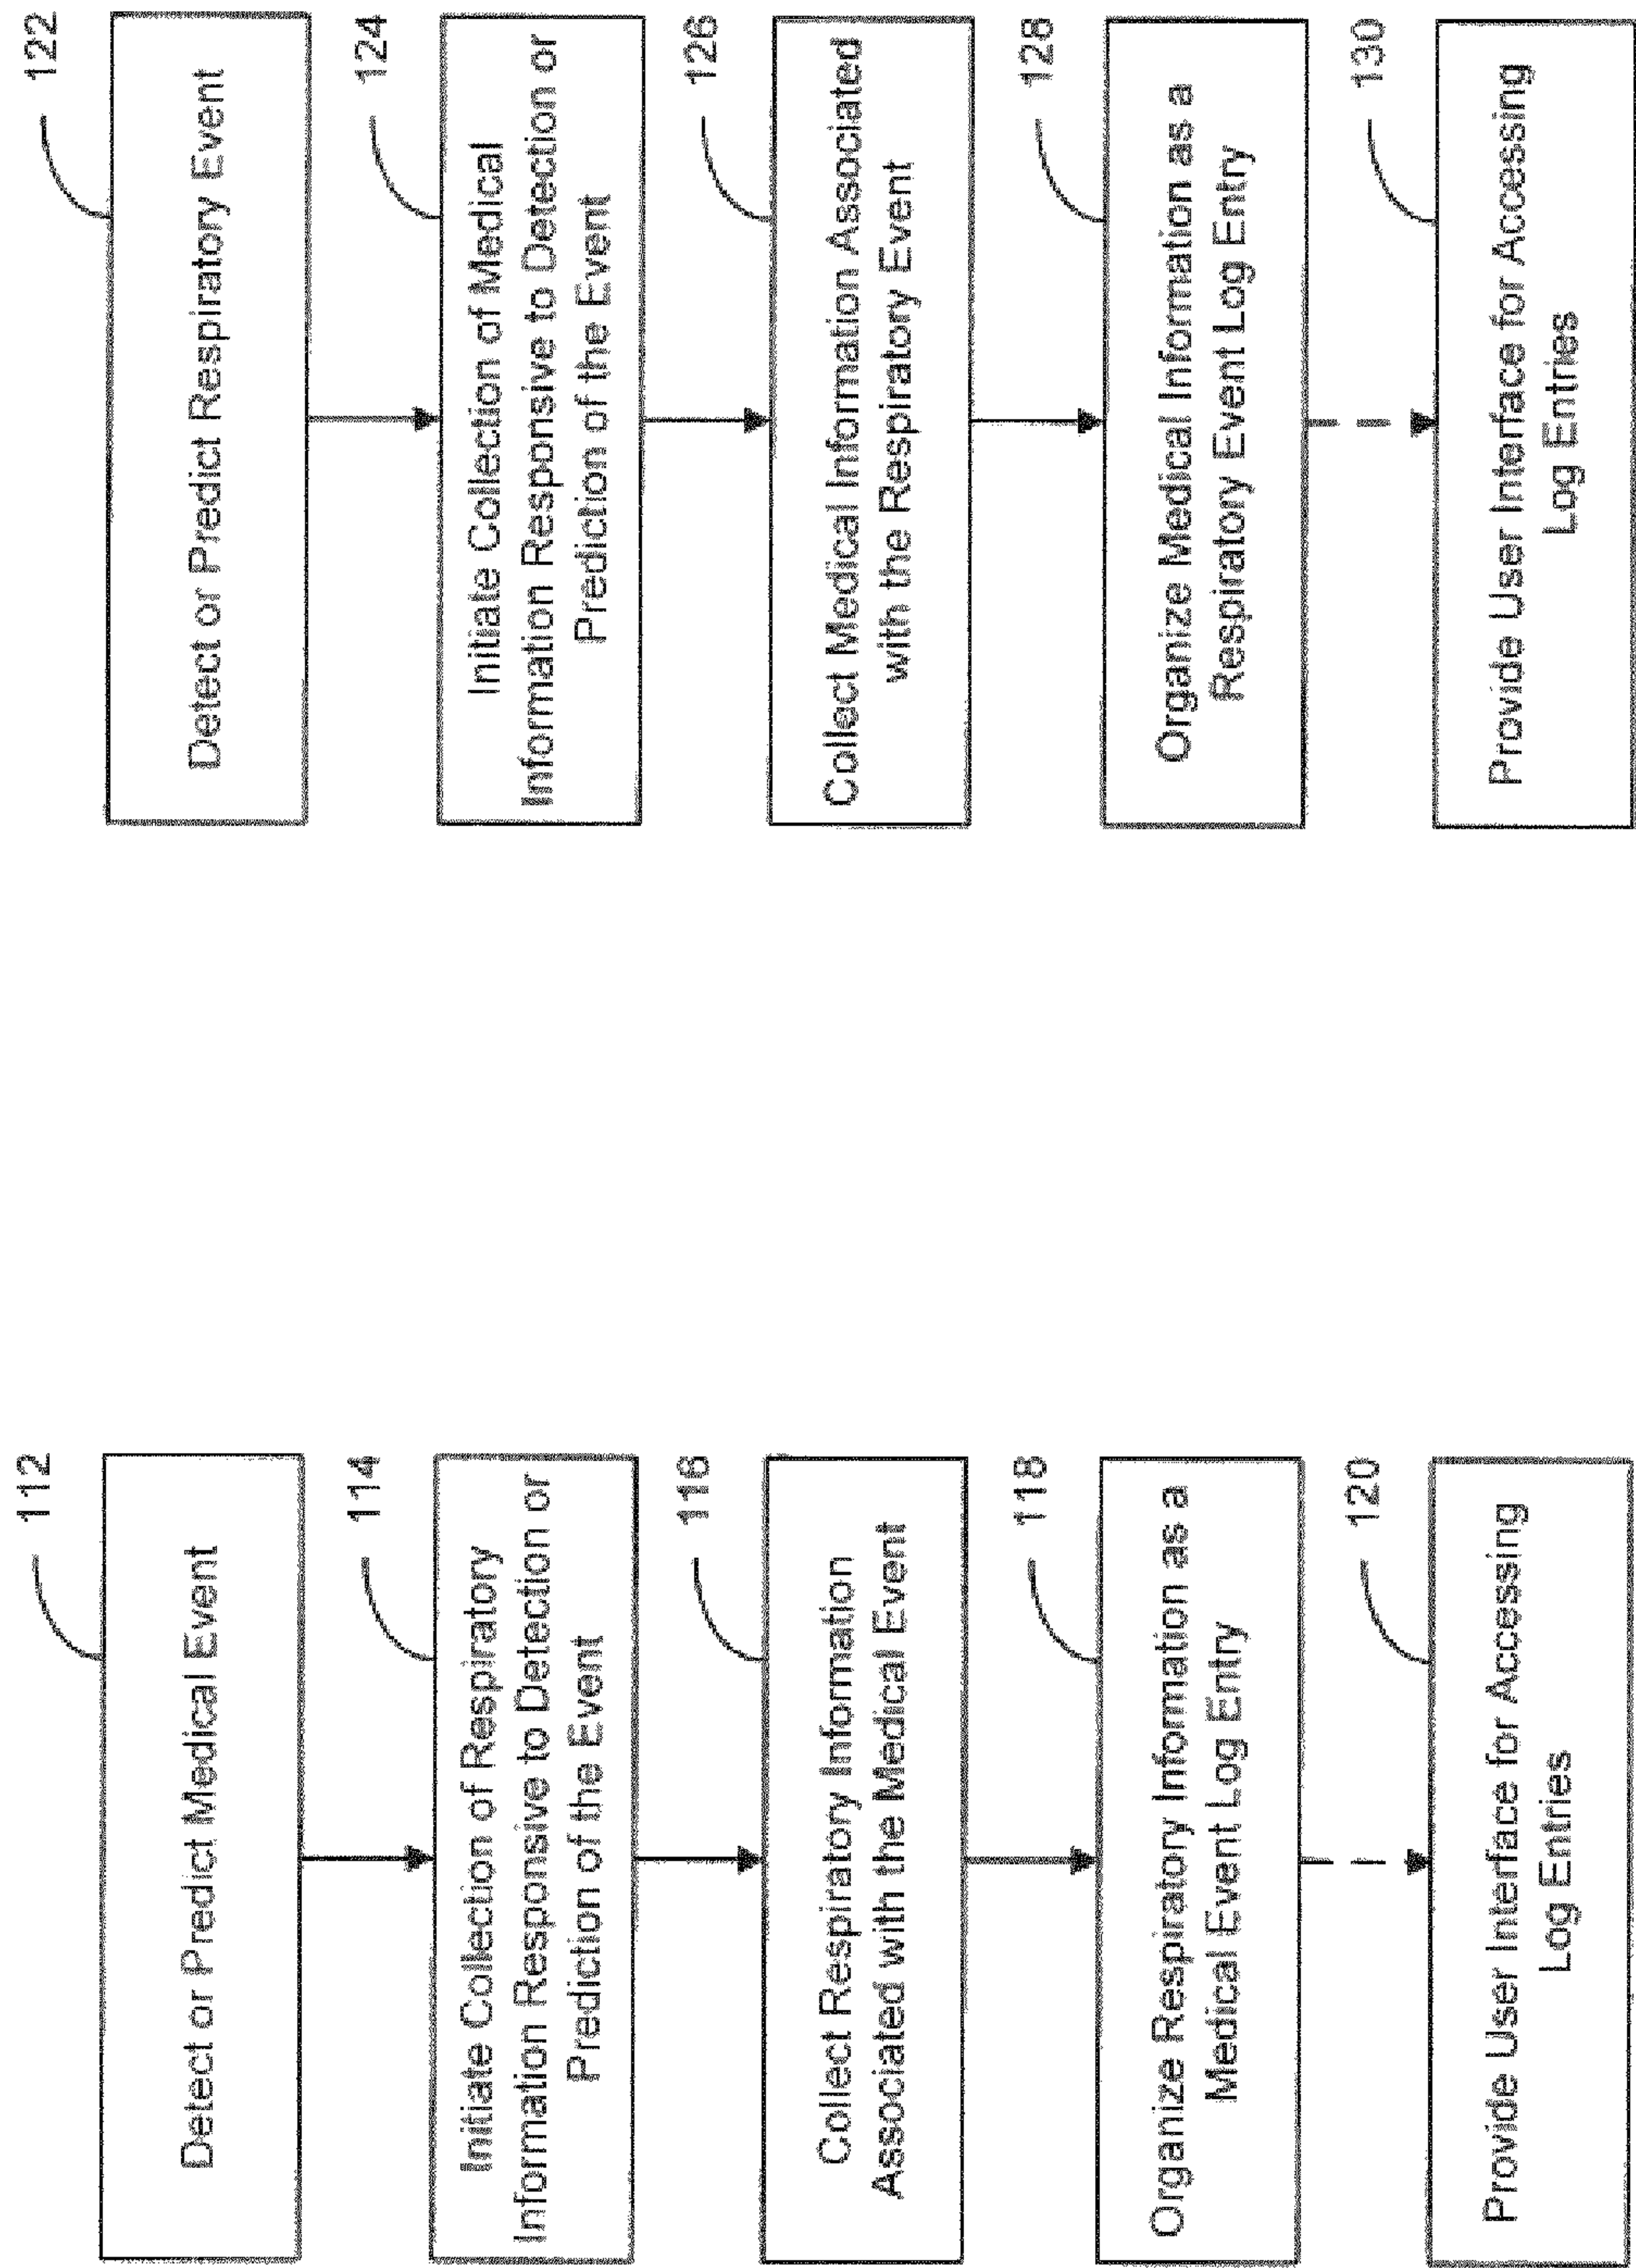 112
Detect or Predict Medical Event
114
Initiate Collection of Respiratory
Information Responsive to Detection or
Prediction of the Event
116
Collect Respiratory Information
Associated with the Medical Event
118
Organize Respiratory Information as a
Medical Event Log Entry
120
Provide User Interface for Accessing
Log Entries
122
Detect or Predict Respiratory Event
124
Initiate Collection of Medical
Information Responsive to Detection or
Prediction of the Event
126
Collect Medical Information Associated
with the Respiratory Event
128
Organize Medical Information as a
Respiratory Event Log Entry
130
Provide User Interface for Accessing
Log Entries